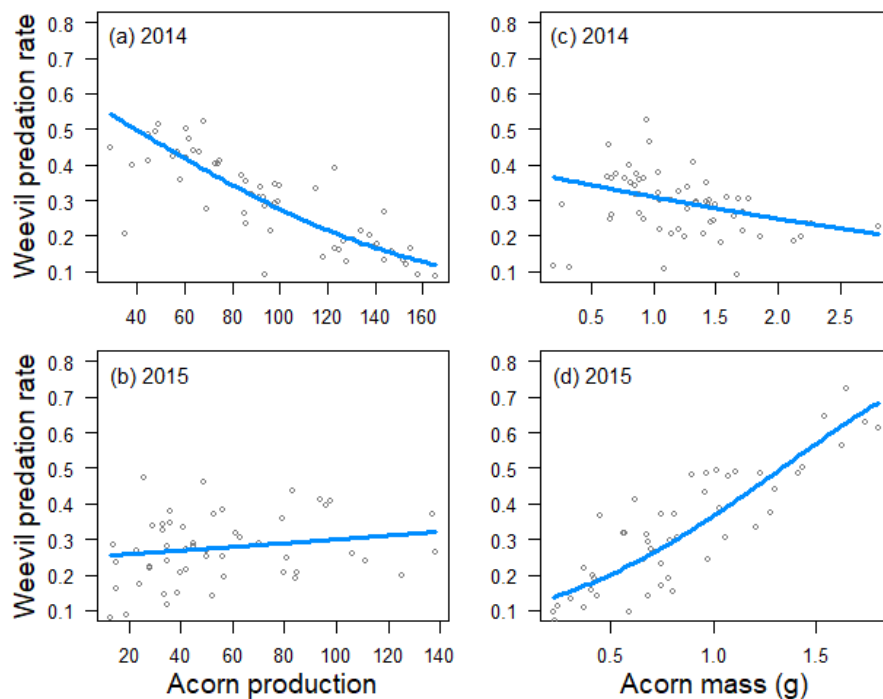 Weevil predation rate
0.8
0.7
0.6
0.5
0.4
0.3
0.2
0.1
(a) 2014
40 60 80 100 120 140 160
0.8
0.7
0.6
0.5
0.4
0.3
0.2
0.1
(c) 2014
0.5 1.0 1.5 2.0 2.5
Weevil predation rate
0.8
0.7
0.6
0.5
0.4
0.3
0.2
0.1
(b) 2015
20 40 60 80 100 120 140
Acorn production
0.8
0.7
0.6
0.5
0.4
0.3
0.2
0.1
(d) 2015
0.5 1.0 1.5
Acorn mass (g)